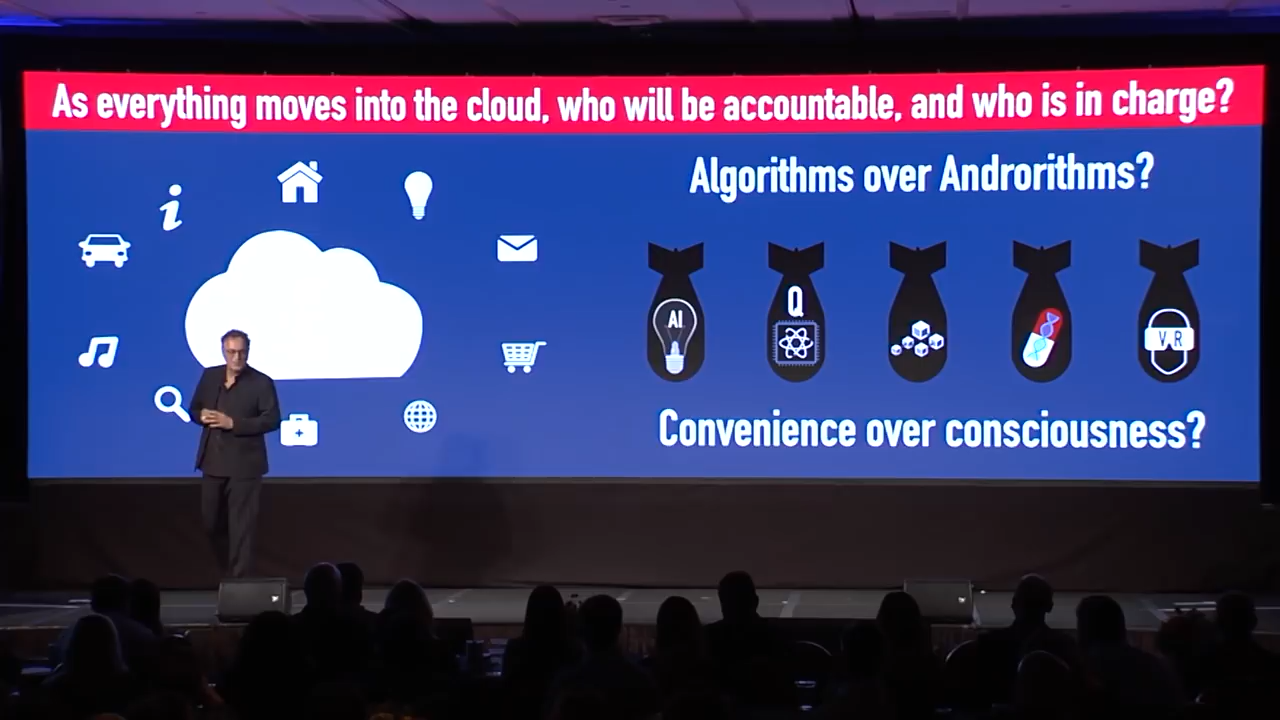 As everything moves into the cloud, who will be accountable, and who is in charge?
Algorithms over Androrithms?
AI
Q
VR
Convenience over consciousness?